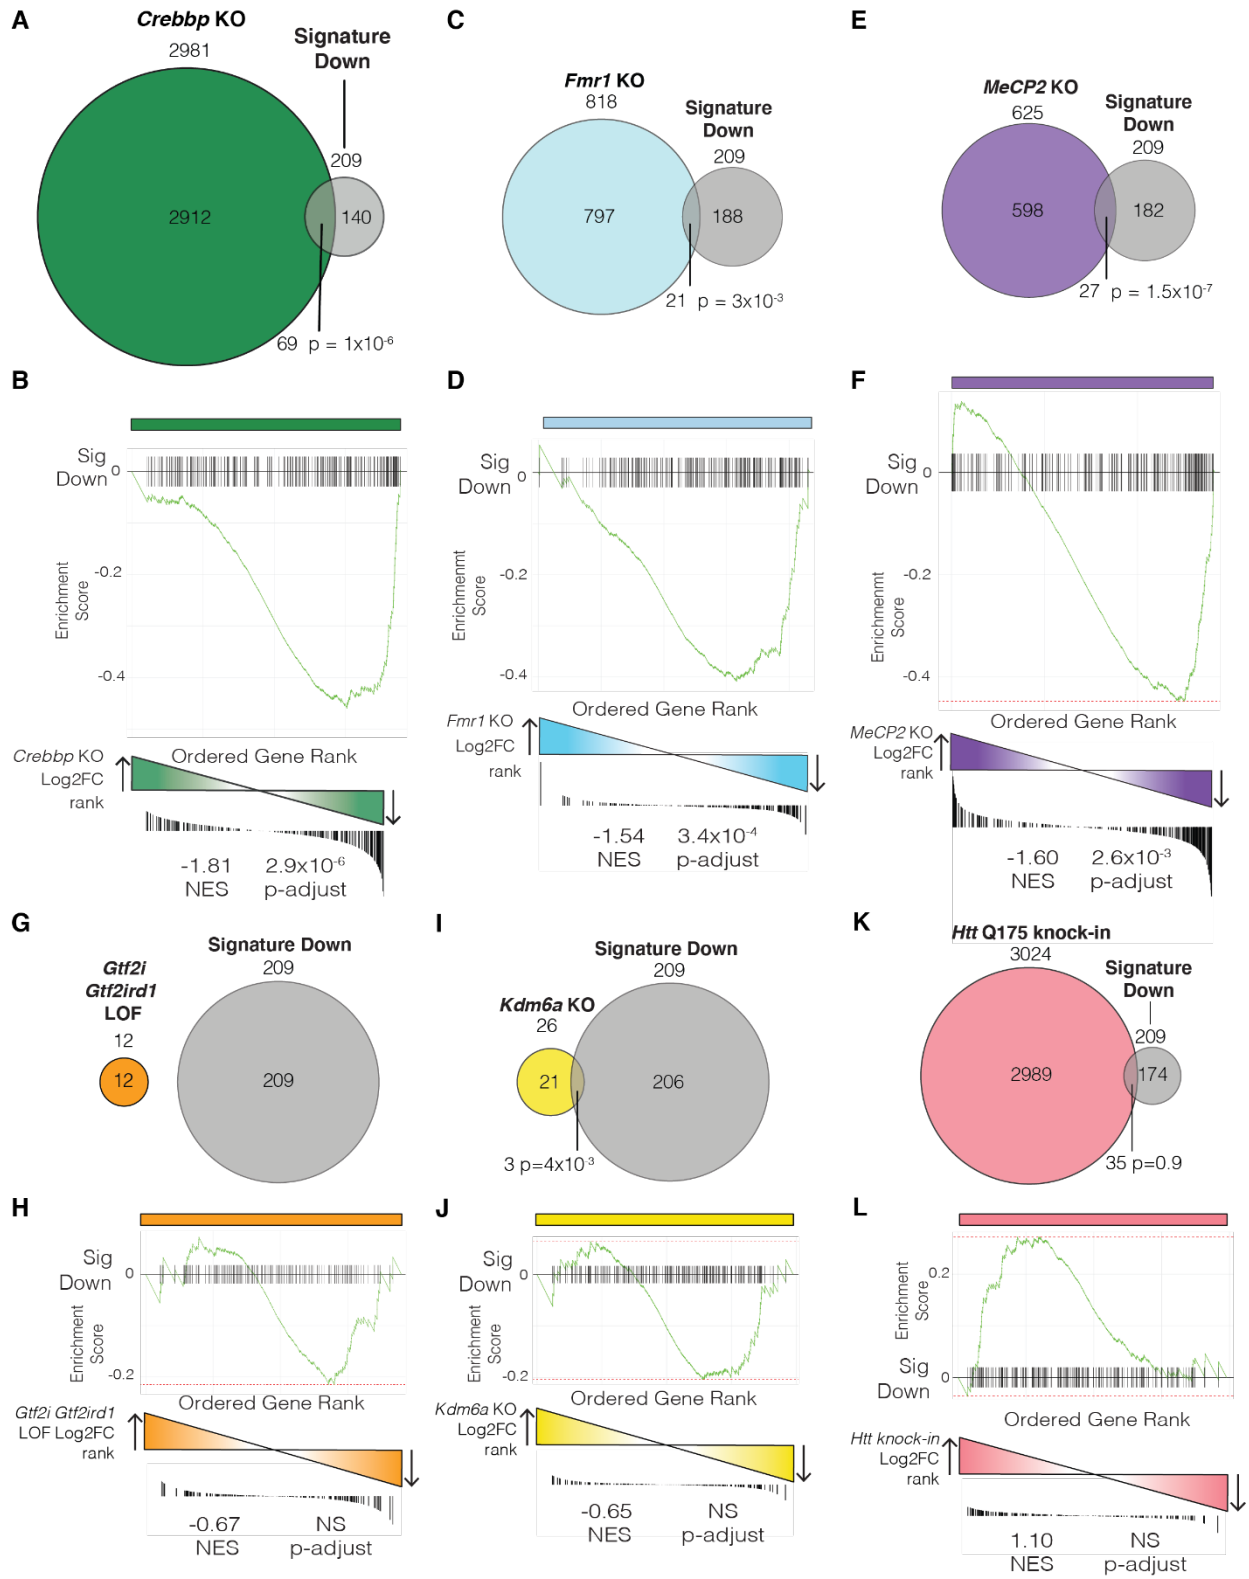 A
Crebbp KO
2981
Signature
Down
209
2912
140
69 p = 1x10-6
C
Fmr1 KO
818
Signature
Down
209
797
188
21 p = 3x10-3
E
MeCP2 KO
625
Signature
Down
209
598
182
27 p = 1.5x10-7
B
Sig
Down
0
-0.2
-0.4
Enrichment
Score
Ordered Gene Rank
Crebbp KO
Log2FC
rank
-1.81
NES
2.9x10-6
p-adjust
D
Sig
Down
0
-0.2
-0.4
Enrichmenmt
Score
Ordered Gene Rank
Fmr1 KO
Log2FC
rank
-1.54
NES
3.4x10-4
p-adjust
F
Sig
Down
0
-0.2
-0.4
Enrichmenmt
Score
Ordered Gene Rank
MeCP2 KO
Log2FC
rank
-1.60
NES
2.6x10-3
p-adjust
G
Gtf2i
Gtf2ird1
LOF
12
12
Signature Down
209
209
I
Kdm6a KO
26
21
Signature Down
209
206
3 p=4x10-3
K
Htt Q175 knock-in
3024
Signature
Down
209
2989
174
35 p=0.9
H
Sig
Down
0
-0.2
Enrichment
Score
Ordered Gene Rank
Gtf2i Gtf2ird1
LOF Log2FC
rank
-0.67
NES
NS
p-adjust
J
Sig
Down
0
-0.2
Enrichment
Score
Ordered Gene Rank
Kdm6a KO
Log2FC
rank
-0.65
NES
NS
p-adjust
L
Enrichment
Score
0.2
Sig
Down
0
Ordered Gene Rank
Htt knock-in
Log2FC
rank
1.10
NES
NS
p-adjust